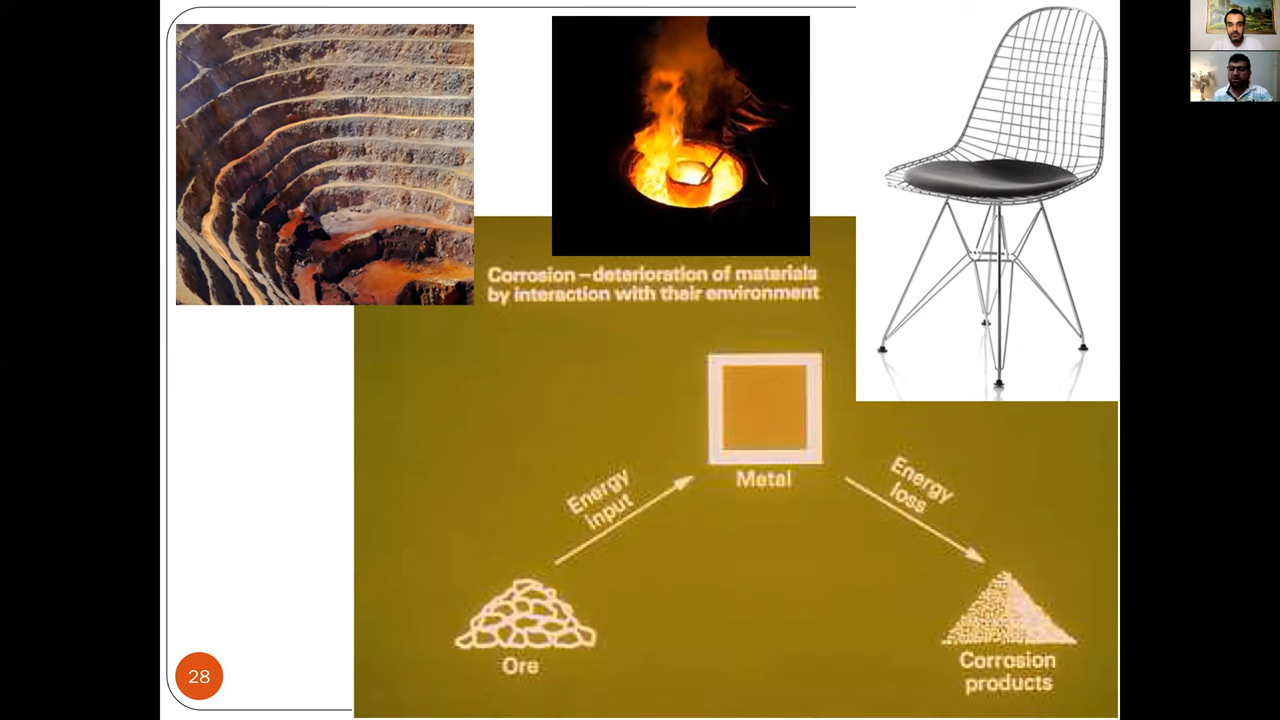 Corrosion – deterioration of materials
by interaction with their environment
Metal
Energy
input
Energy
loss
Ore
Corrosion
products
28